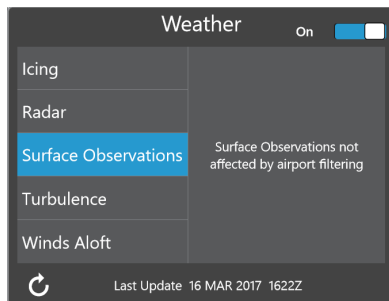 Weather
On
Icing
Radar
Surface Observations
Turbulence
Winds Aloft
Surface Observations not
affected by airport filtering
Last Update 16 MAR 2017 1622Z